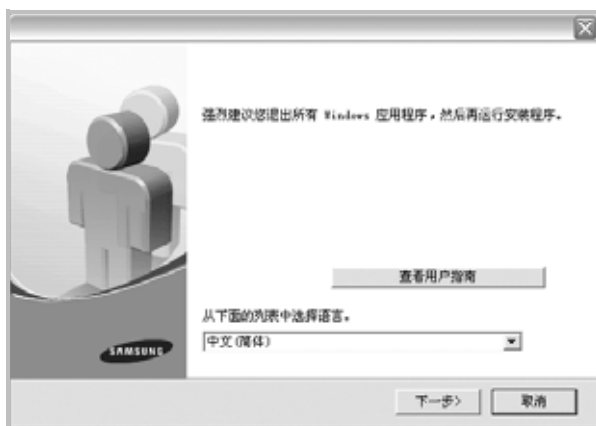 强烈建议您退出所有 Windows 应用程序，然后再运行安装程序。
查看用户指南
从下面的列表中选择语言。
中文(简体)
SAMSUNG
下一步>
取消